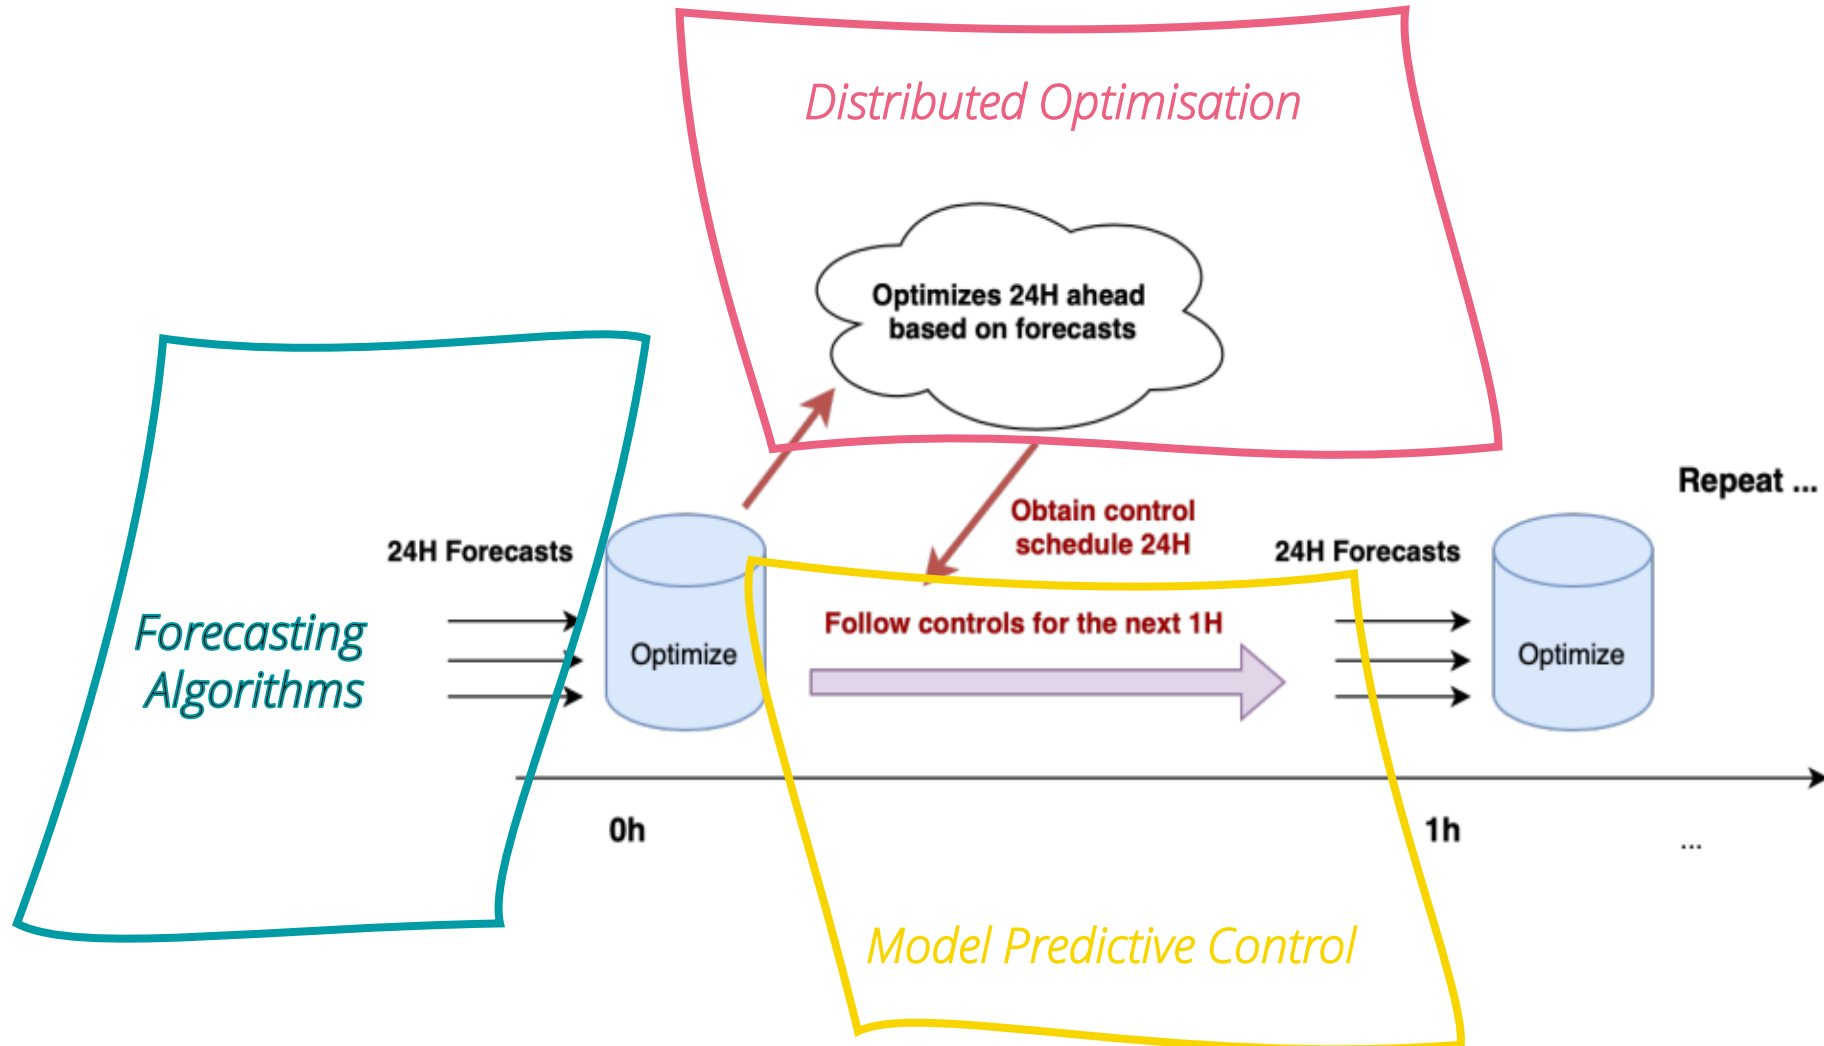 Distributed Optimisation
Optimizes 24H ahead
based on forecasts
Repeat ...
Obtain control
schedule 24H
24H Forecasts
24H Forecasts
Forecasting
Algorithms
Optimize
Follow controls for the next 1H
Optimize
0h
1h
...
Model Predictive Control